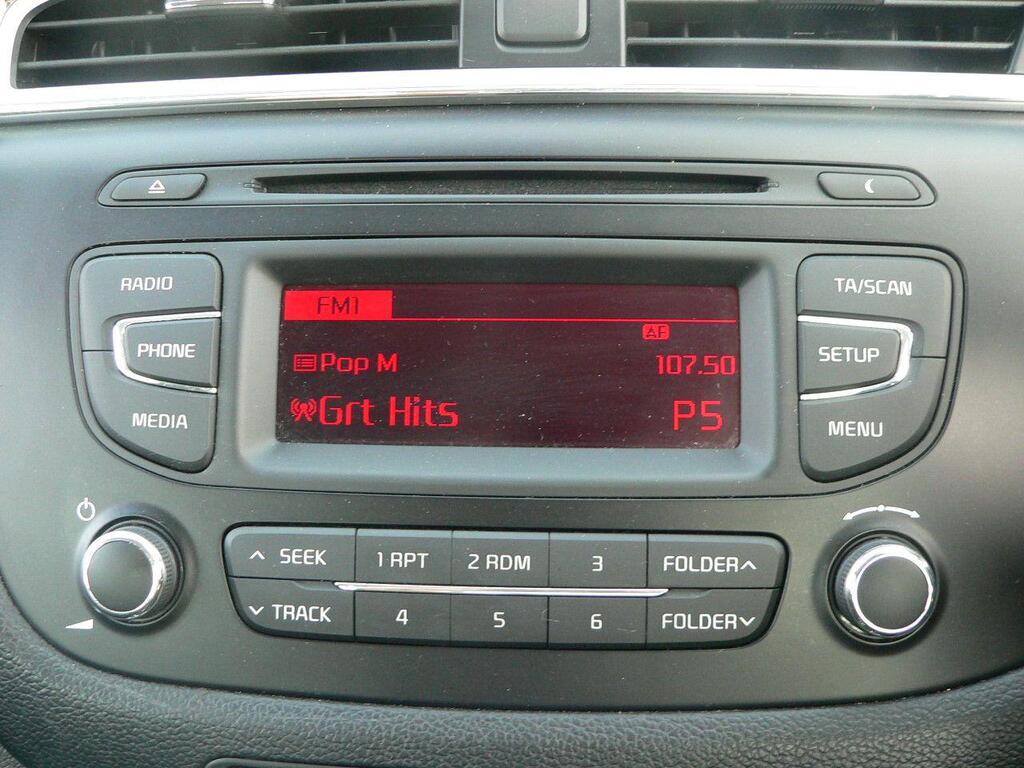 RADIO
PHONE
MEDIA
FM1
AF
Pop M 107.50
Grt Hits P5
TA/SCAN
SETUP
MENU
SEEK 1 RPT 2 RDM 3 FOLDER
TRACK 4 5 6 FOLDER